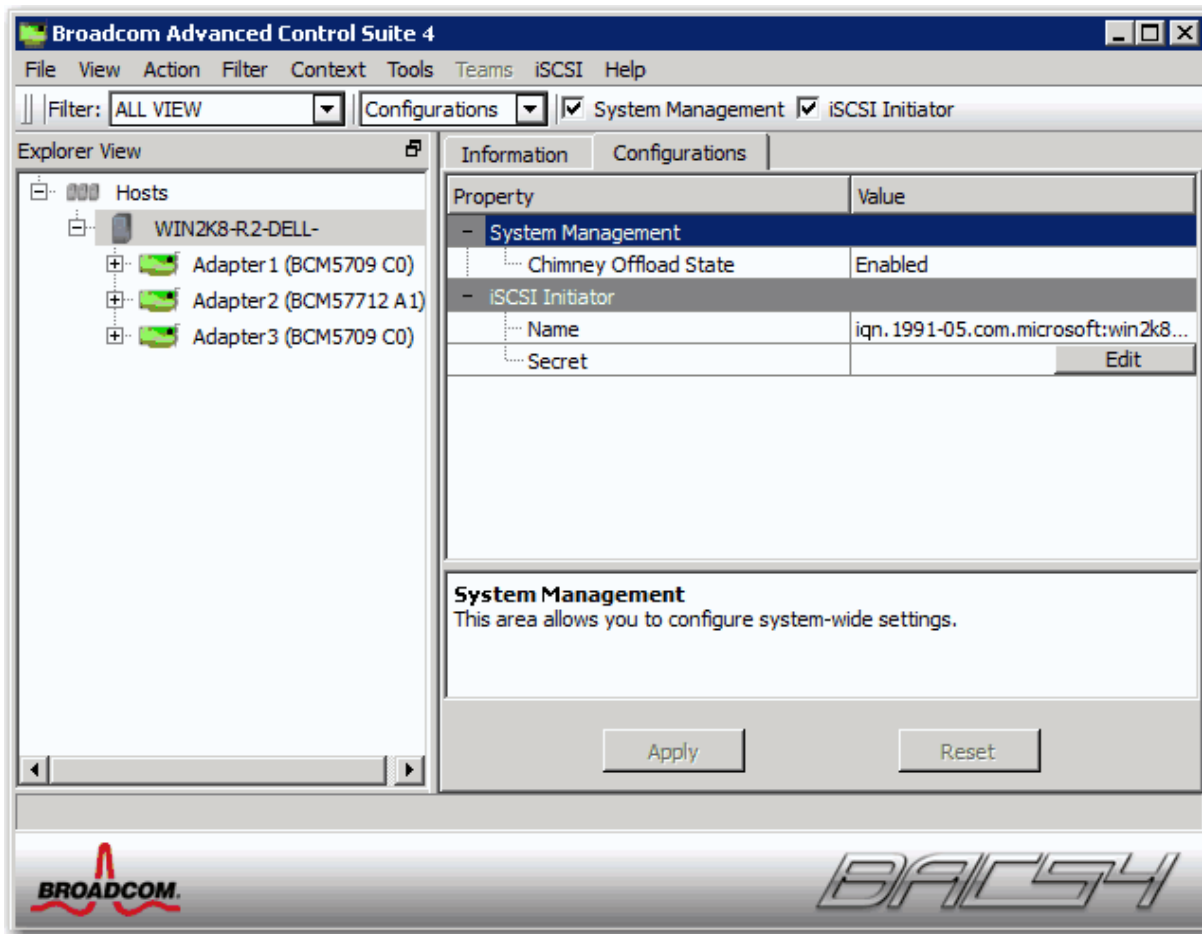 Broadcom Advanced Control Suite 4
File View Action Filter Context Tools Teams iSCSI Help
Filter: ALL VIEW Configurations System Management iSCSI Initiator
Explorer View
Hosts
WIN2K8-R2-DELL-
Adapter1 (BCM5709 C0)
Adapter2 (BCM57712 A1)
Adapter3 (BCM5709 C0)
Information Configurations
Property Value
System Management
Chimney Offload State Enabled
iSCSI Initiator
Name iqn.1991-05.com.microsoft:win2k8...
Secret Edit
System Management
This area allows you to configure system-wide settings.
Apply Reset
BROADCOM.
BACS4